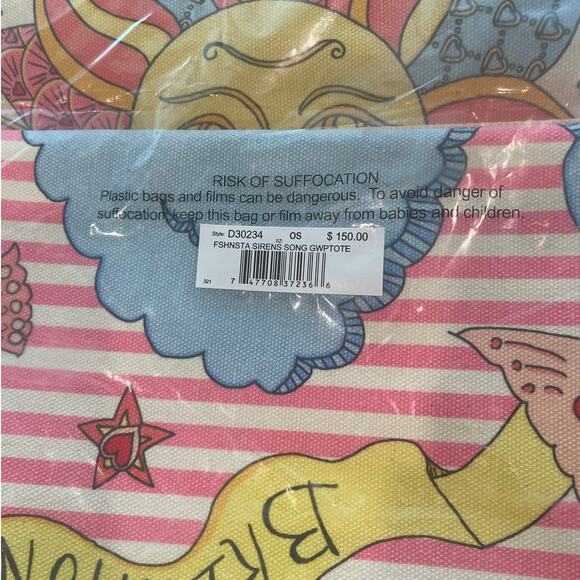 RISK OF SUFFOCATION
Plastic bags and films can be dangerous. To avoid danger of
suffocation keep this bag or film away from babies and children.
Style: D30234 sz OS $ 150.00
FSHNSTA SIRENS SONG GWPTOTE
321 7 47708 37236 6
BRI